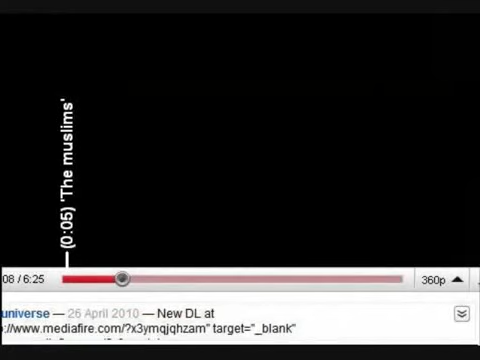 (0:05) 'The muslims'
08 / 6:25
360p
universe — 26 April 2010 — New DL at
://www.mediafire.com/?x3ymqjqhzam" target="_blank"